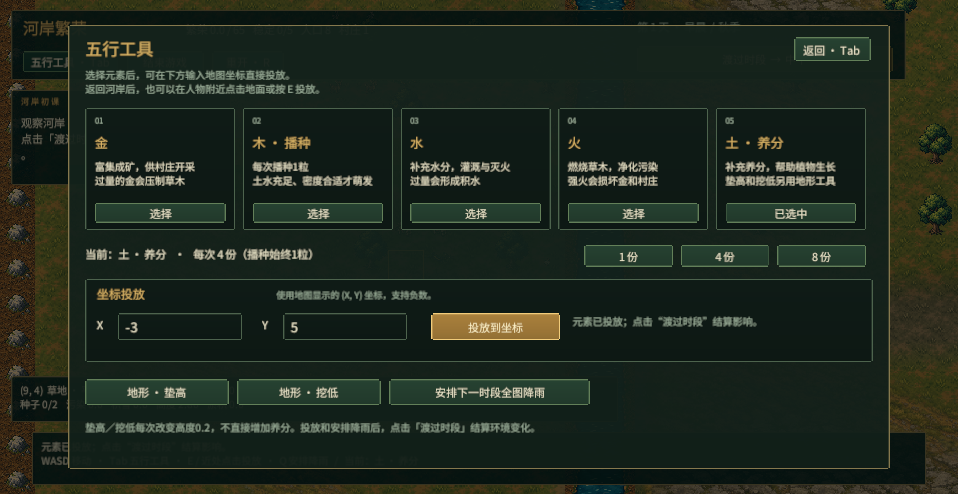 河岸繁
五行工具
返回 · Tab
五行工具
选择元素后，可在下方输入地图坐标直接投放。
返回河岸后，也可以在人物附近点击地面或按 E 投放。
河岸初课
观察河岸
点击「渡过
。
01
金
富集成矿，供村庄开采
过量的金会压制草木
选择
02
木 · 播种
每次播种1粒
土水充足、密度合适才萌发
选择
03
水
补充水分，灌溉与灭火
过量会形成积水
选择
04
火
燃烧草木，净化污染
强火会损坏金和村庄
选择
05
土 · 养分
补充养分，帮助植物生长
垫高和挖低另用地形工具
已选中
当前：土 · 养分 · 每次 4 份（播种始终1粒）
1 份
4 份
8 份
坐标投放
使用地图显示的 (X, Y) 坐标，支持负数。
X
-3
Y
5
投放到坐标
元素已投放；点击“渡过时段”结算影响。
地形 · 垫高
地形 · 挖低
安排下一时段全图降雨
(9, 4) 草地
种子 0/2
垫高／挖低每次改变高度0.2，不直接增加养分。投放和安排降雨后，点击「渡过时段」结算环境变化。
元素已
WASD